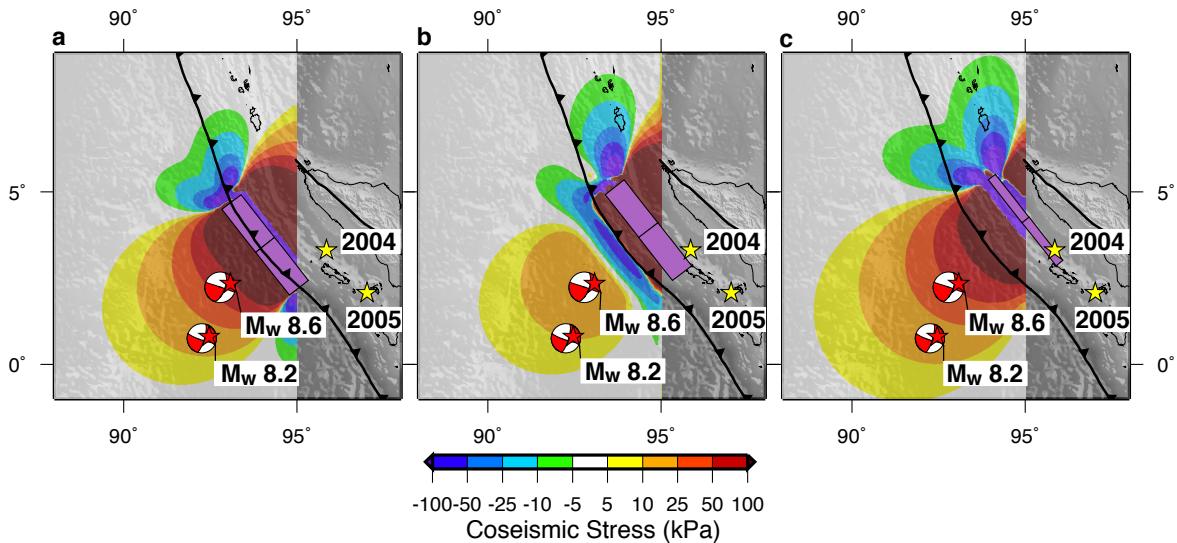 90˚ 95˚ 90˚ 95˚ 90˚ 95˚
a b c
5˚ 5˚
2004 2004 2004
2005 2005 2005
Mw 8.6 Mw 8.6 Mw 8.6
Mw 8.2 Mw 8.2 Mw 8.2
0˚ 0˚
90˚ 95˚ 90˚ 95˚ 90˚ 95˚
-100 -50 -25 -10 -5 5 10 25 50 100
Coseismic Stress (kPa)